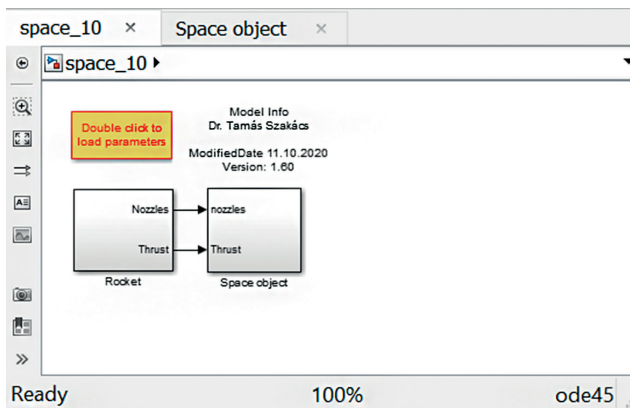 space_10 ×
Space object ×
space_10
Double click to
load parameters
Model Info
Dr. Tamás Szakács
ModifiedDate 11.10.2020
Version: 1.60
Nozzles
nozzles
Thrust
Thrust
Rocket
Space object
Ready
100%
ode45